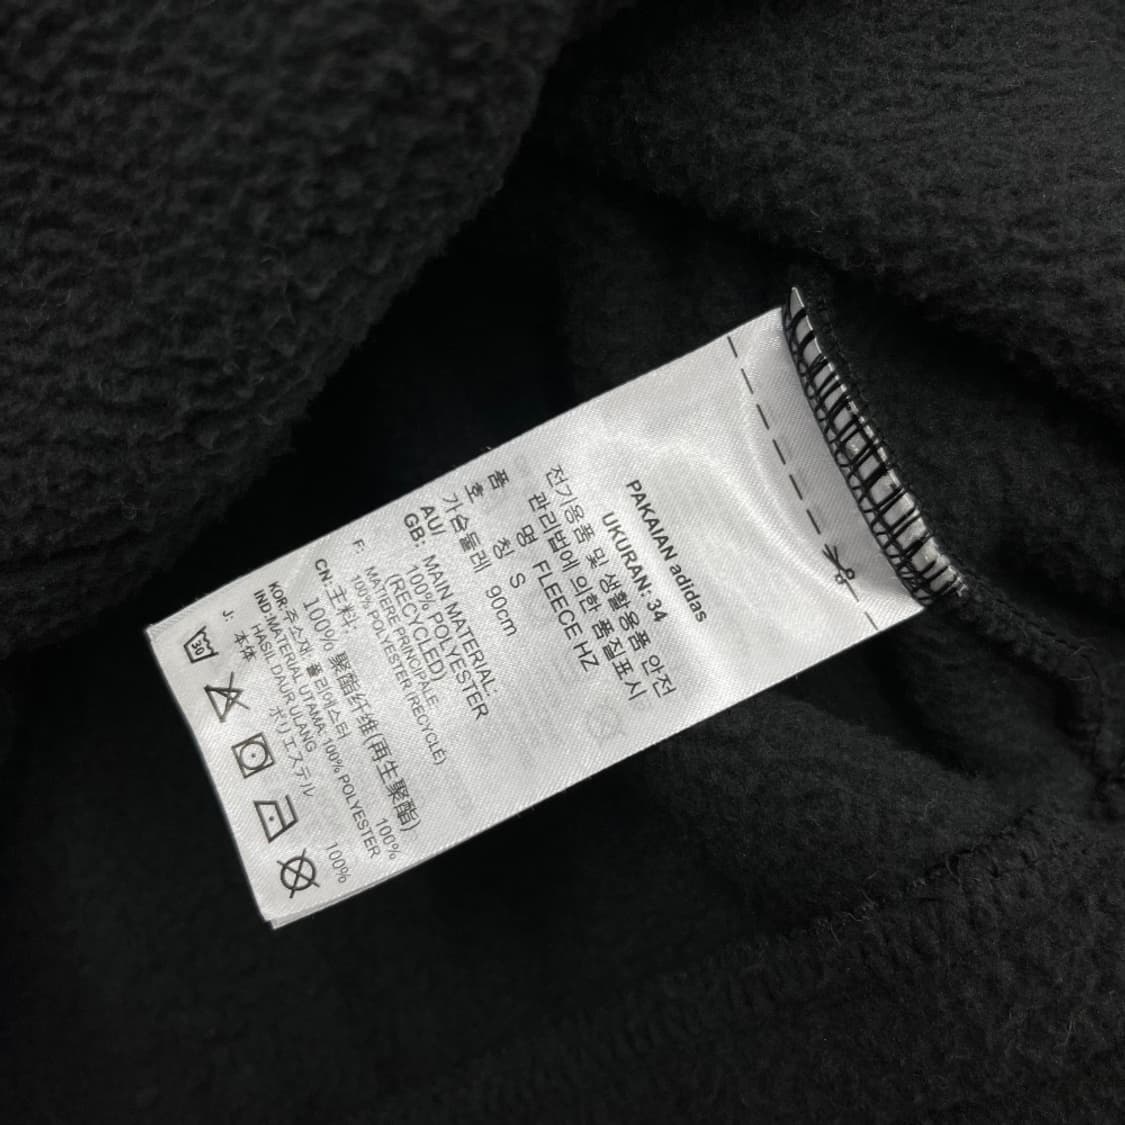 PAKAIAN adidas
UKURAN: 34
전기용품 및 생활용품 안전
관리법에 의한 품질표시
명 칭 FLEECE HZ
품 호 S
가슴둘레 90cm
AU/
GB: MAIN MATERIAL:
100% POLYESTER
(RECYCLED)
F: MATIÈRE PRINCIPALE
100% POLYESTER (RECYCLÉ)
CN: 主料:
100% 聚酯纤维(再生聚酯)
KOR:주소재 폴리에스터 100%
IND:MATERIAL UTAMA: 100% POLYESTER
HASIL DAUR ULANG
J: 本体 ポリエステル 100%
30